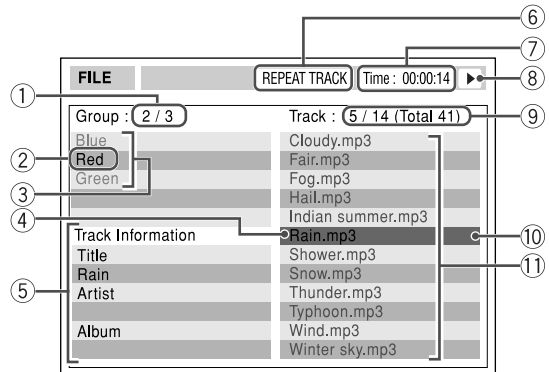 ⑥
⑦
FILE REPEAT TRACK Time : 00:00:14 ⑧
①
Group : 2 / 3 Track : 5 / 14 (Total 41) ⑨
Blue Cloudy.mp3
② Red Fair.mp3
Green Fog.mp3
③ Hail.mp3
④ Indian summer.mp3
Track Information Rain.mp3 ⑩
Title Shower.mp3
Rain Snow.mp3 ⑪
⑤ Artist Thunder.mp3
Typhoon.mp3
Album Wind.mp3
Winter sky.mp3